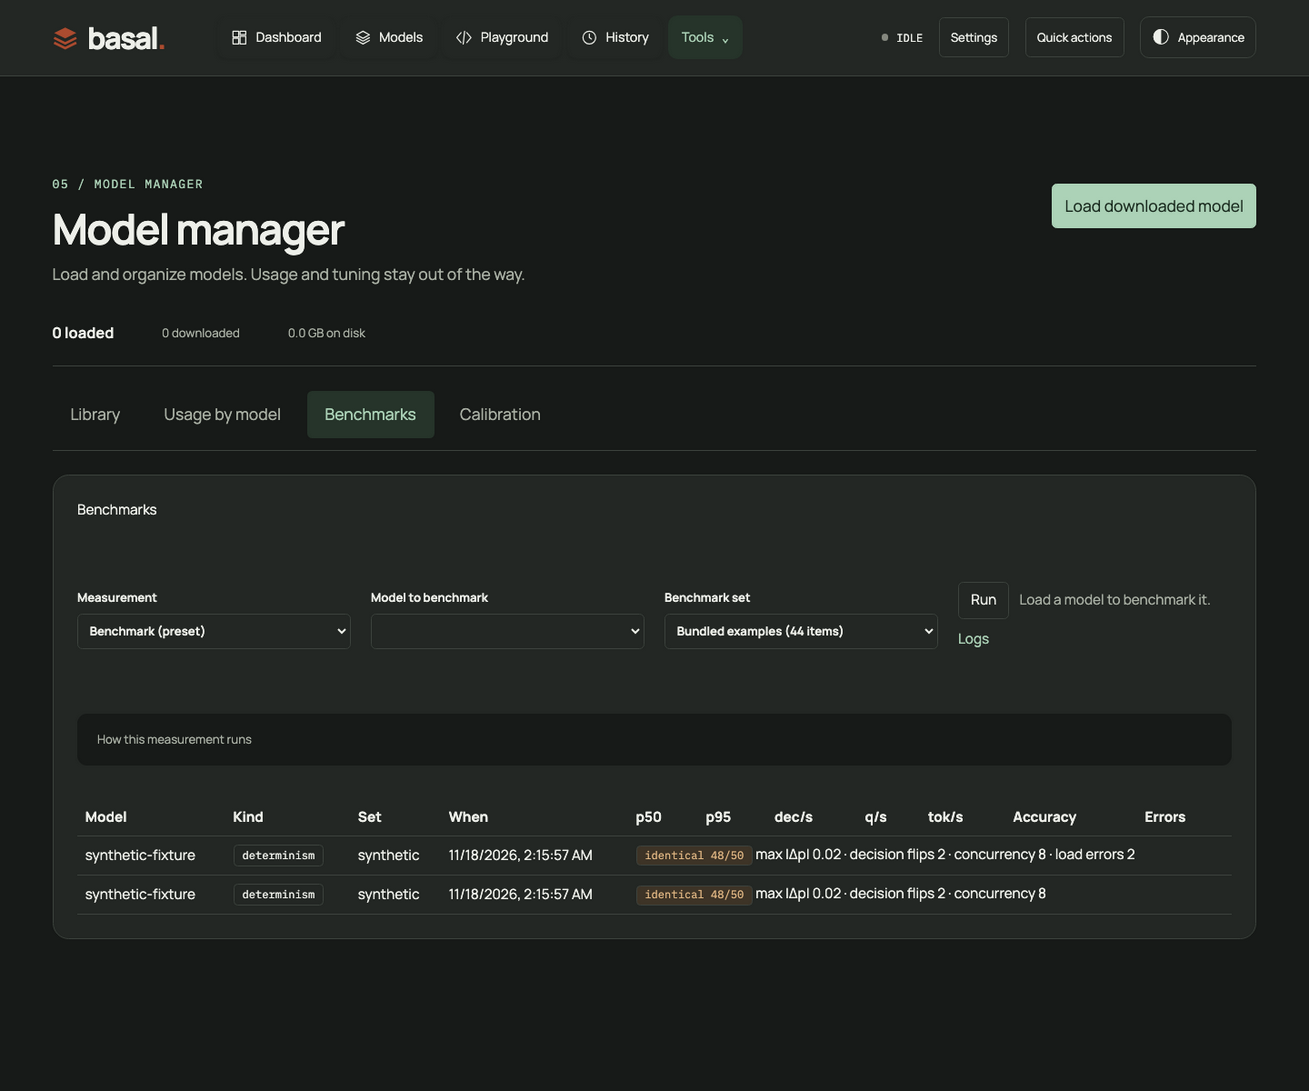 basal.
Dashboard
Models
Playground
History
Tools
IDLE
Settings
Quick actions
Appearance
05 / MODEL MANAGER
Model manager
Load downloaded model
Load and organize models. Usage and tuning stay out of the way.
0 loaded
0 downloaded
0.0 GB on disk
Library
Usage by model
Benchmarks
Calibration
Benchmarks
Measurement
Model to benchmark
Benchmark set
Benchmark (preset)
Bundled examples (44 items)
Run
Load a model to benchmark it.
Logs
How this measurement runs
Model Kind Set When p50 p95 dec/s q/s tok/s Accuracy Errors
synthetic-fixture determinism synthetic 11/18/2026, 2:15:57 AM identical 48/50 max |Δp| 0.02 · decision flips 2 · concurrency 8 · load errors 2
synthetic-fixture determinism synthetic 11/18/2026, 2:15:57 AM identical 48/50 max |Δp| 0.02 · decision flips 2 · concurrency 8